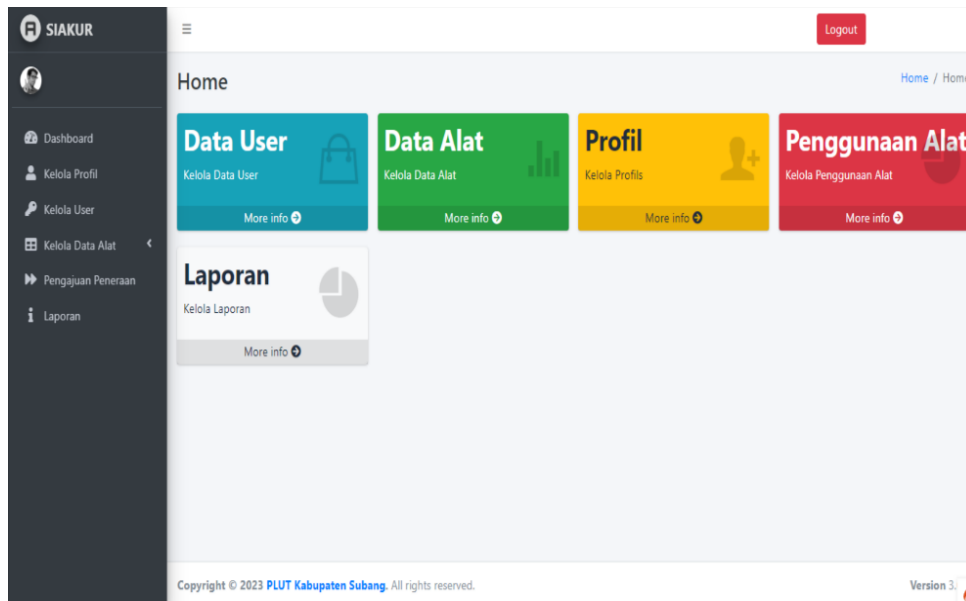 SIAKUR
Logout
Home
Home / Home
Dashboard
Kelola Profil
Kelola User
Kelola Data Alat
Pengajuan Peneraan
Laporan
Data User
Kelola Data User
More info
Data Alat
Kelola Data Alat
More info
Profil
Kelola Profils
More info
Penggunaan Alat
Kelola Penggunaan Alat
More info
Laporan
Kelola Laporan
More info
Copyright © 2023 PLUT Kabupaten Subang. All rights reserved.
Version 3.